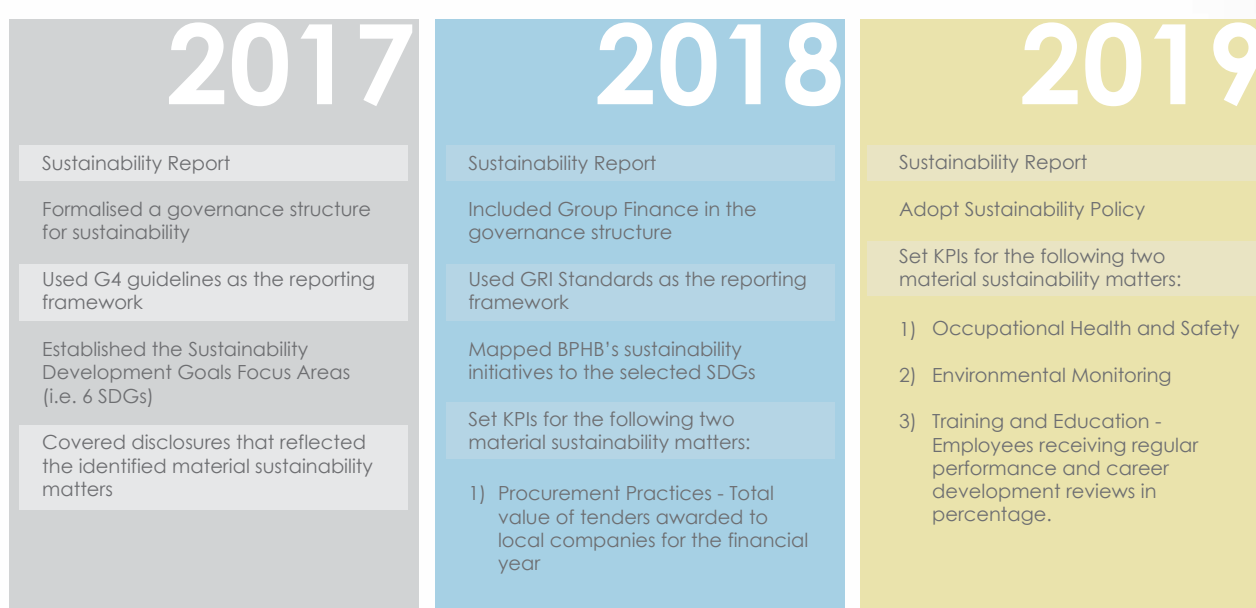 2017
Sustainability Report
Formalised a governance structure
for sustainability
Used G4 guidelines as the reporting
framework
Established the Sustainability
Development Goals Focus Areas
(i.e. 6 SDGs)
Covered disclosures that reflected
the identified material sustainability
matters
2018
Sustainability Report
Included Group Finance in the
governance structure
Used GRI Standards as the reporting
framework
Mapped BPHB's sustainability
initiatives to the selected SDGs
Set KPIs for the following two
material sustainability matters:
1) Procurement Practices - Total
value of tenders awarded to
local companies for the financial
year
2019
Sustainability Report
Adopt Sustainability Policy
Set KPIs for the following two
material sustainability matters:
1) Occupational Health and Safety
2) Environmental Monitoring
3) Training and Education -
Employees receiving regular
performance and career
development reviews in
percentage.